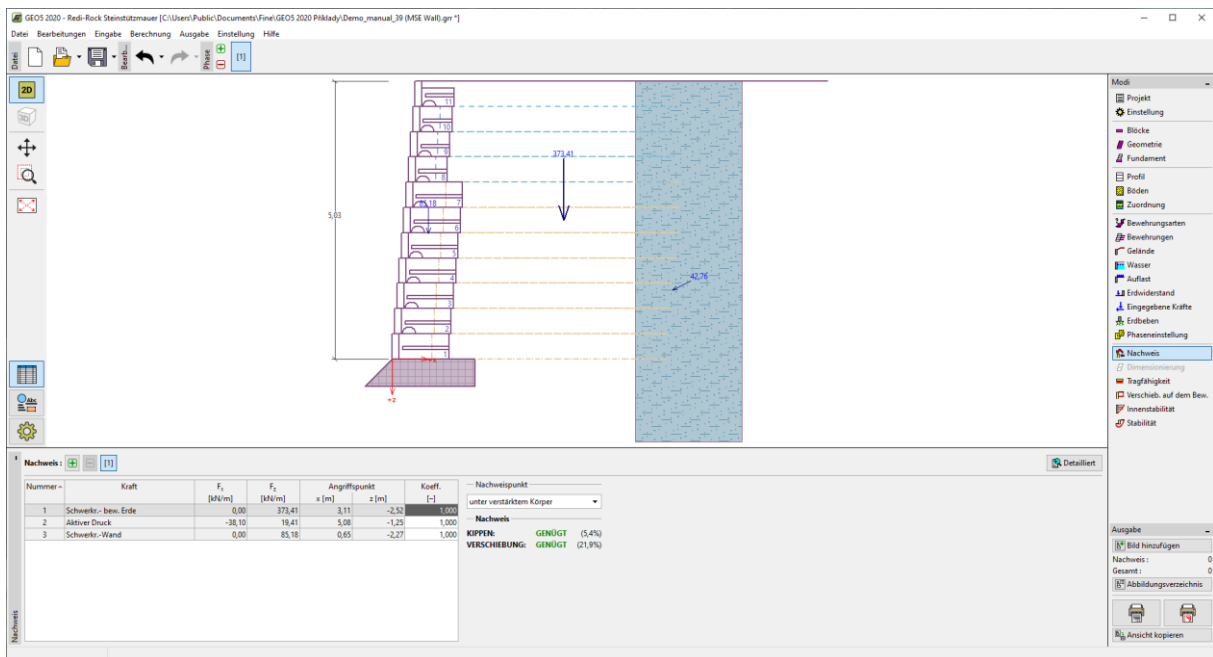 GEO5 2020 - Redi-Rock Steinstützmauer [C:\Users\Public\Documents\Fine\GEO5 2020 Příklady\Demo_manual_39 (MSE Wall).grr *]
Datei Bearbeitungen Eingabe Berechnung Ausgabe Einstellung Hilfe
Datei
Bearb...
Phase
[1]
2D
3D
Abc
11
10
9
8
7
6
5
4
3
2
1
373,41
85,18
5,03
42,76
+x
+z
Modi
Projekt
Einstellung
Blöcke
Geometrie
Fundament
Profil
Böden
Zuordnung
Bewehrungsarten
Bewehrungen
Gelände
Wasser
Auflast
Erdwiderstand
Eingegebene Kräfte
Erdbeben
Phaseneinstellung
Nachweis
Dimensionierung
Tragfähigkeit
Verschieb. auf dem Bew.
Innenstabilität
Stabilität
Nachweis : [1] Detailliert
Nummer Kraft Fx Fz Angriffspunkt Koeff.
[kN/m] [kN/m] x [m] z [m] [–]
1 Schwerkr.- bew. Erde 0,00 373,41 3,11 -2,52 1,000
2 Aktiver Druck -38,10 19,41 5,08 -1,25 1,000
3 Schwerkr.-Wand 0,00 85,18 0,65 -2,27 1,000
Nachweispunkt
unter verstärktem Körper
Nachweis
KIPPEN: GENÜGT (5,4%)
VERSCHIEBUNG: GENÜGT (21,9%)
Nachweis
Ausgabe
Bild hinzufügen
Nachweis : 0
Gesamt : 0
Abbildungsverzeichnis
Ansicht kopieren